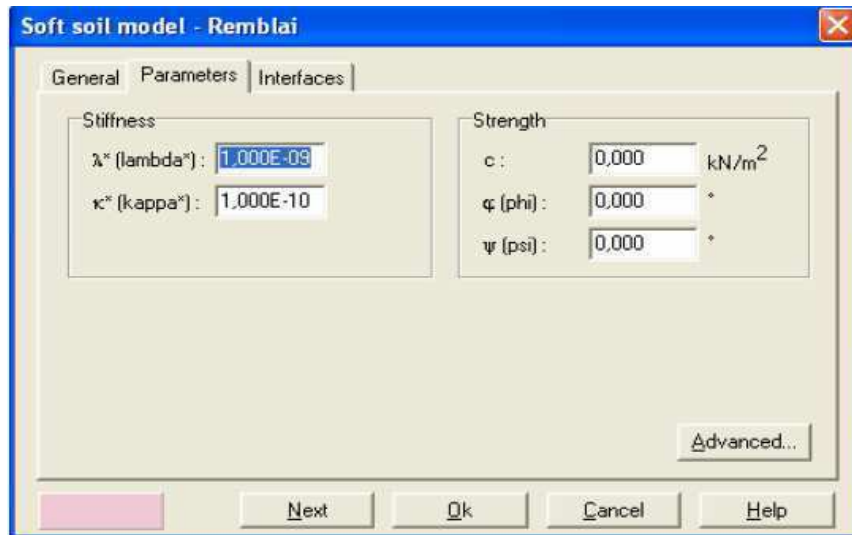 Soft soil model - Remblai
General Parameters Interfaces
Stiffness
λ* (lambda*) : 1,000E-09
κ* (kappa*) : 1,000E-10
Strength
c : 0,000 kN/m²
φ (phi) : 0,000 °
ψ (psi) : 0,000 °
Advanced...
Next Ok Cancel Help